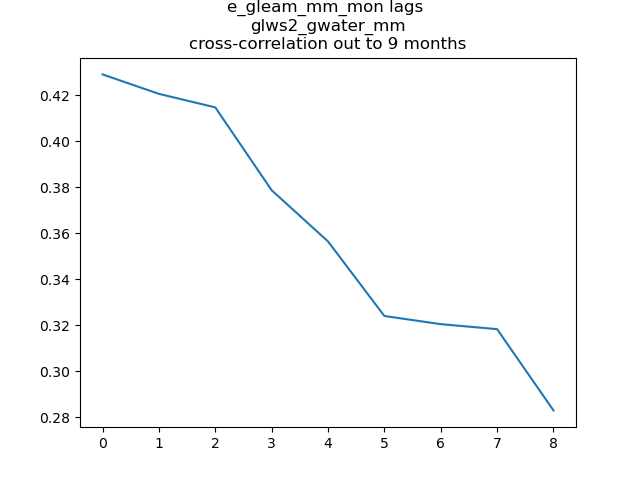 e_gleam_mm_mon lags
glws2_gwater_mm
cross-correlation out to 9 months
0.42
0.40
0.38
0.36
0.34
0.32
0.30
0.28
0 1 2 3 4 5 6 7 8